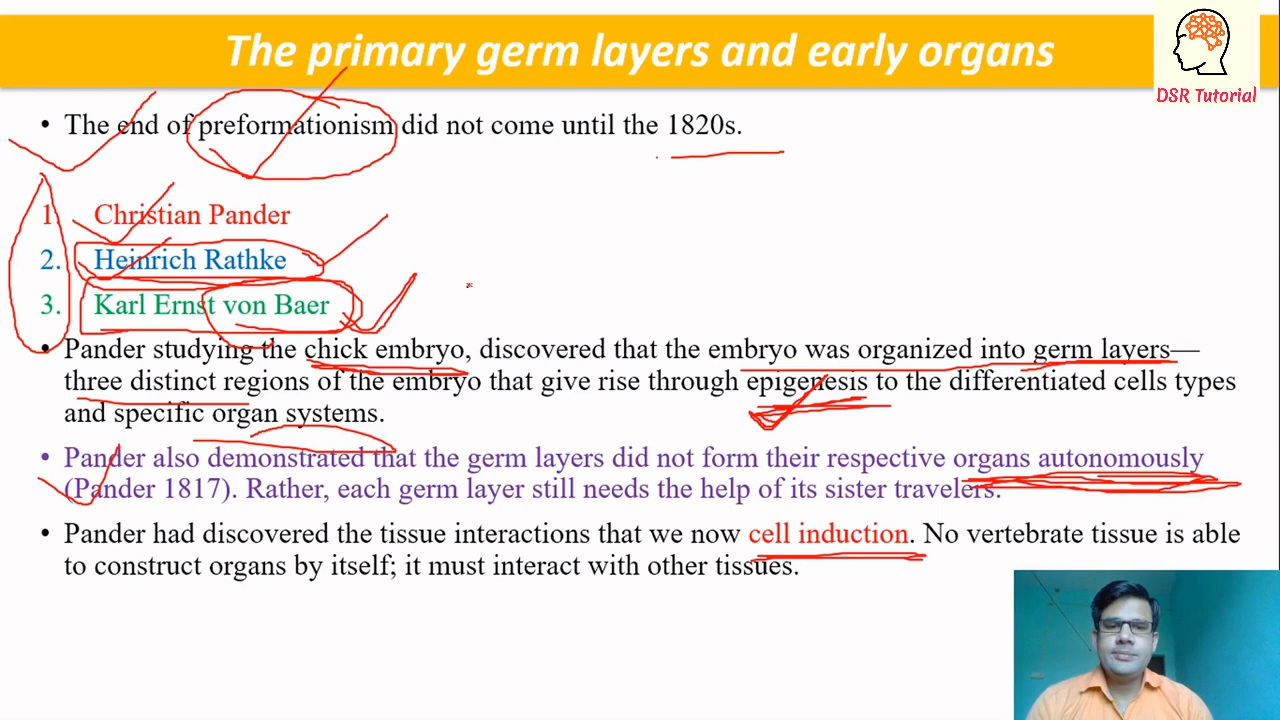 The primary germ layers and early organs
DSR Tutorial
• The end of preformationism did not come until the 1820s.
1. Christian Pander
2. Heinrich Rathke
3. Karl Ernst von Baer
• Pander studying the chick embryo, discovered that the embryo was organized into germ layers—
three distinct regions of the embryo that give rise through epigenesis to the differentiated cells types
and specific organ systems.
• Pander also demonstrated that the germ layers did not form their respective organs autonomously
(Pander 1817). Rather, each germ layer still needs the help of its sister travelers.
• Pander had discovered the tissue interactions that we now cell induction. No vertebrate tissue is able
to construct organs by itself; it must interact with other tissues.